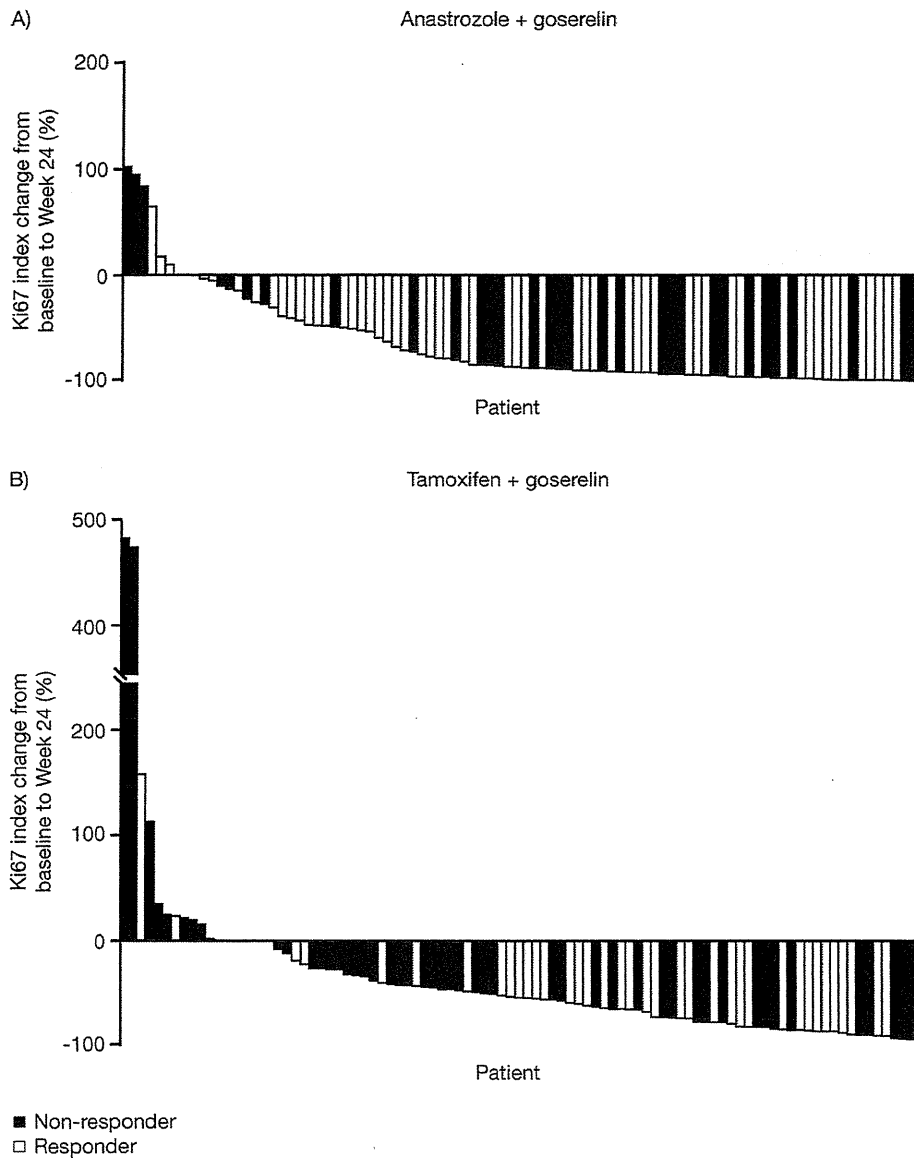 A)
Anastrozole + goserelin
Ki67 index change from
baseline to Week 24 (%)
200
100
0
-100
Patient
B)
Tamoxifen + goserelin
Ki67 index change from
baseline to Week 24 (%)
500
400
200
100
0
-100
Patient
Non-responder
Responder